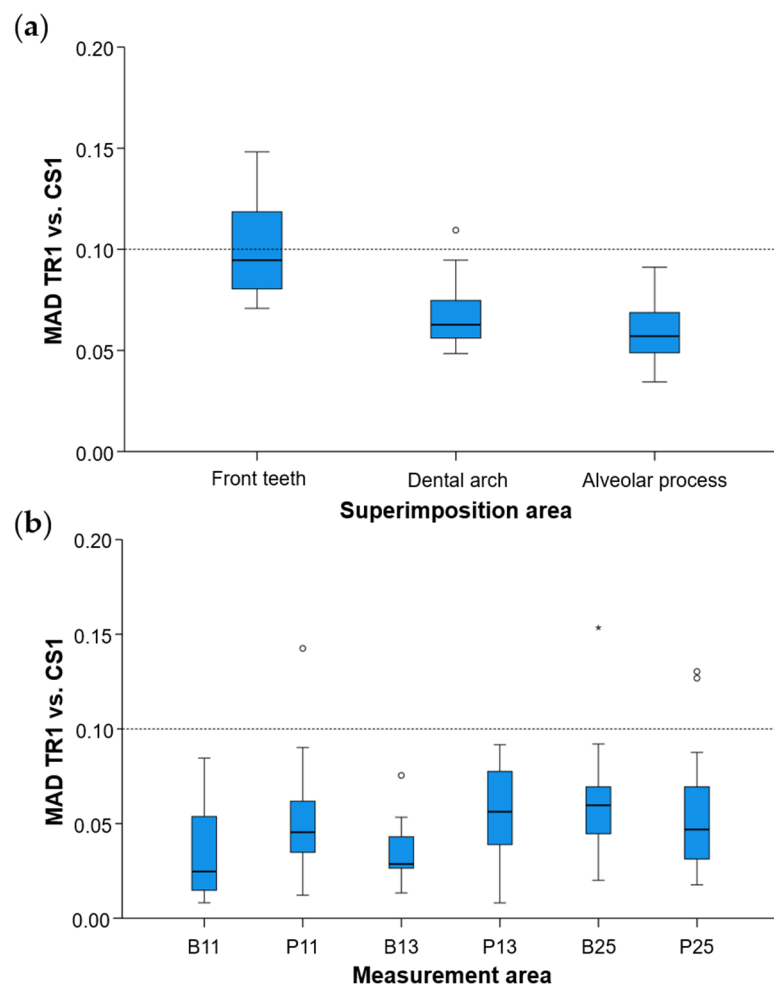 (a)
MAD TR1 vs. CS1
0.20
0.15
0.10
0.05
0.00
Front teeth Dental arch Alveolar process
Superimposition area
(b)
MAD TR1 vs. CS1
0.20
0.15
0.10
0.05
0.00
B11 P11 B13 P13 B25 P25
Measurement area